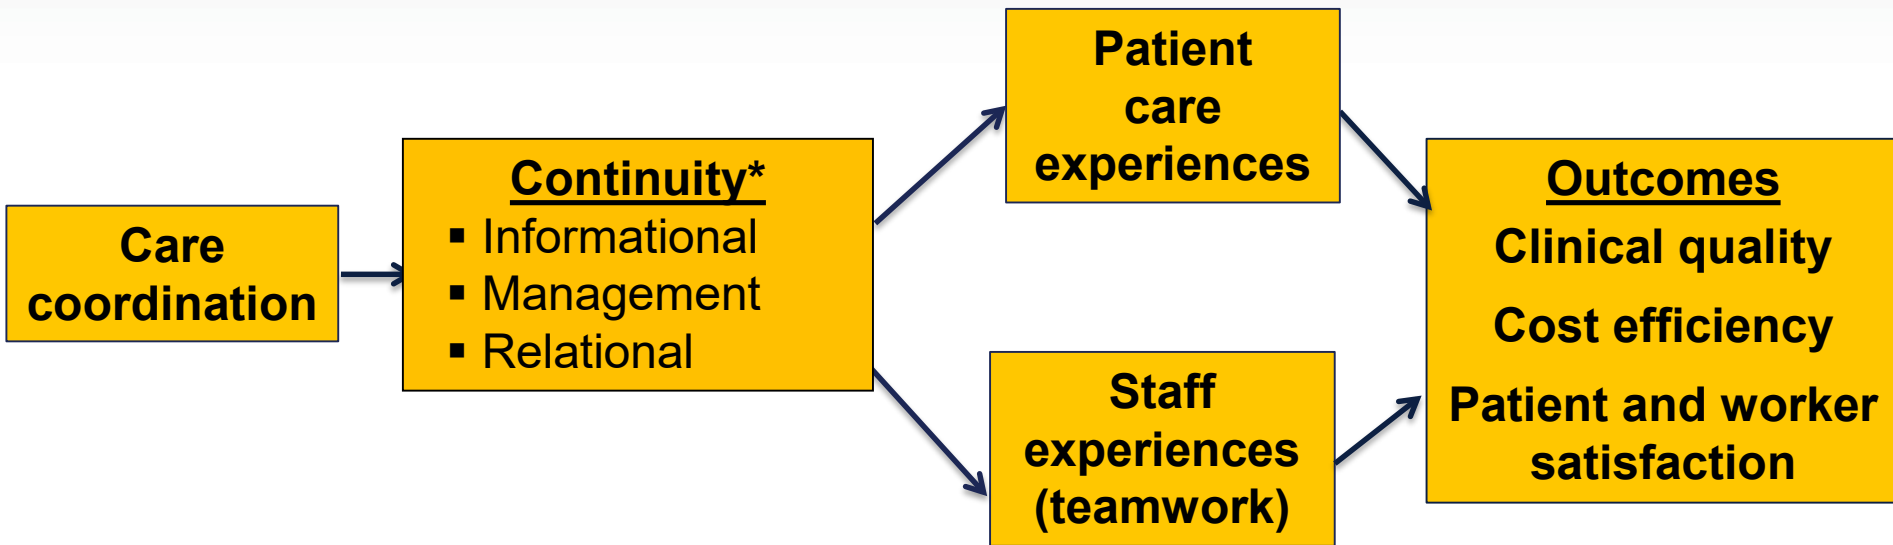 Care
coordination
Continuity*
▪ Informational
▪ Management
▪ Relational
Patient
care
experiences
Staff
experiences
(teamwork)
Outcomes
Clinical quality
Cost efficiency
Patient and worker
satisfaction